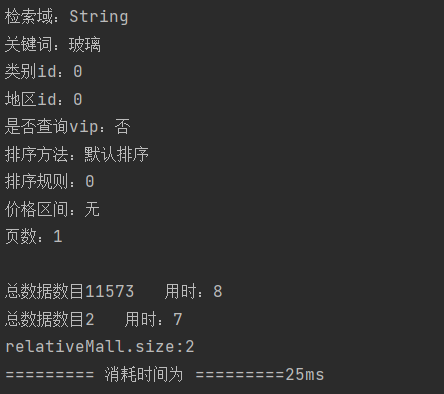 检索域：String
关键词：玻璃
类别id：0
地区id：0
是否查询vip：否
排序方法：默认排序
排序规则：0
价格区间：无
页数：1
总数据数目11573   用时：8
总数据数目2   用时：7
relativeMall.size:2
========= 消耗时间为 =========25ms